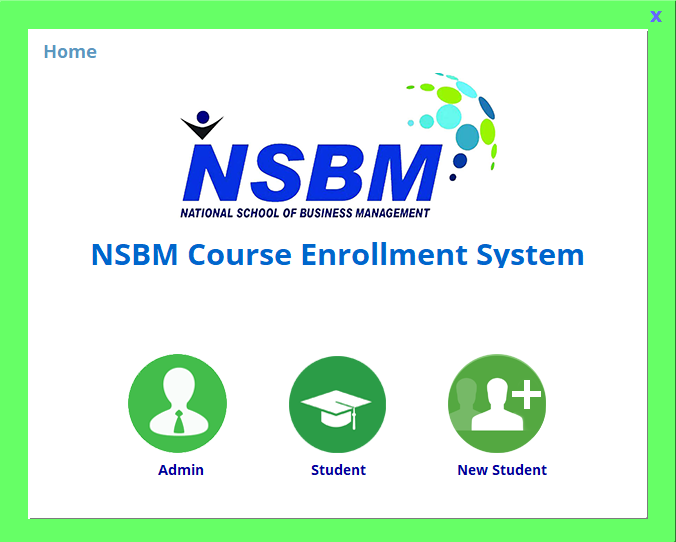 x
Home
NSBM
NATIONAL SCHOOL OF BUSINESS MANAGEMENT
NSBM Course Enrollment System
Admin
Student
New Student